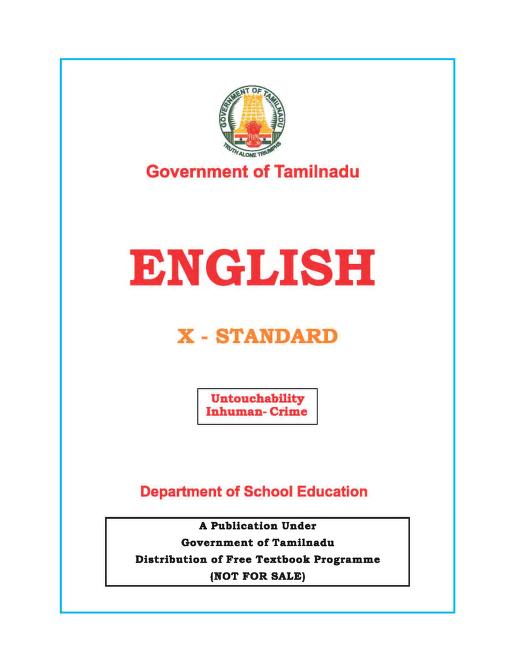 GOVERNMENT OF TAMILNADU
TRUTH ALONE TRIUMPHS
Government of Tamilnadu
ENGLISH
X - STANDARD
Untouchability
Inhuman- Crime
Department of School Education
A Publication Under
Government of Tamilnadu
Distribution of Free Textbook Programme
(NOT FOR SALE)